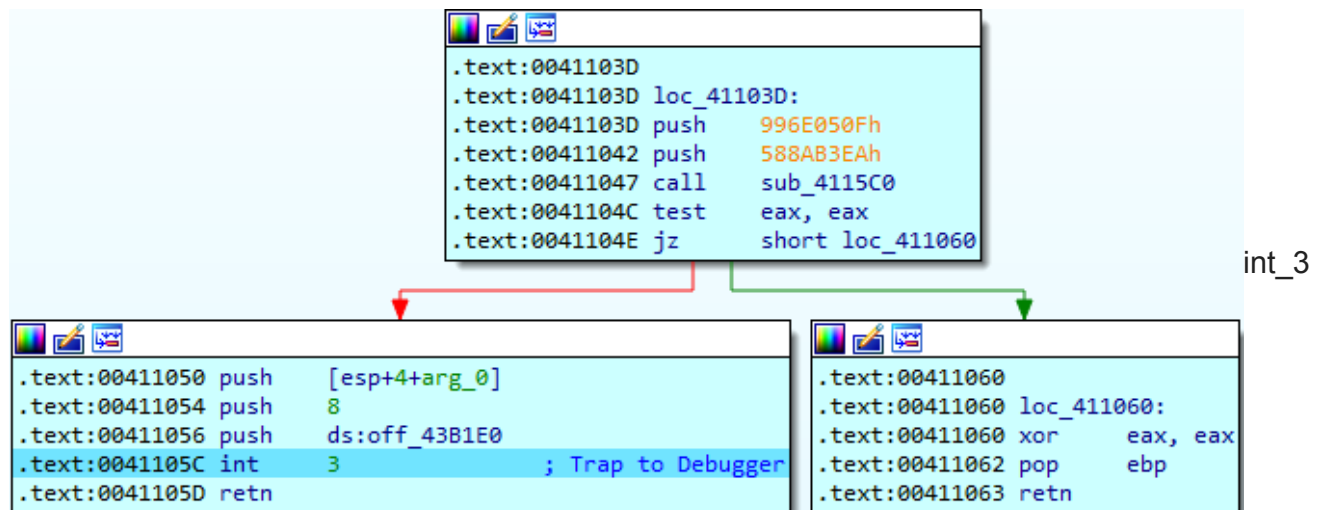 .text:0041103D
.text:0041103D loc_41103D:
.text:0041103D push 996E050Fh
.text:00411042 push 588AB3EAh
.text:00411047 call sub_4115C0
.text:0041104C test eax, eax
.text:0041104E jz short loc_411060
int_3
.text:00411050 push [esp+4+arg_0]
.text:00411054 push 8
.text:00411056 push ds:off_43B1E0
.text:0041105C int 3 ; Trap to Debugger
.text:0041105D retn
.text:00411060
.text:00411060 loc_411060:
.text:00411060 xor eax, eax
.text:00411062 pop ebp
.text:00411063 retn